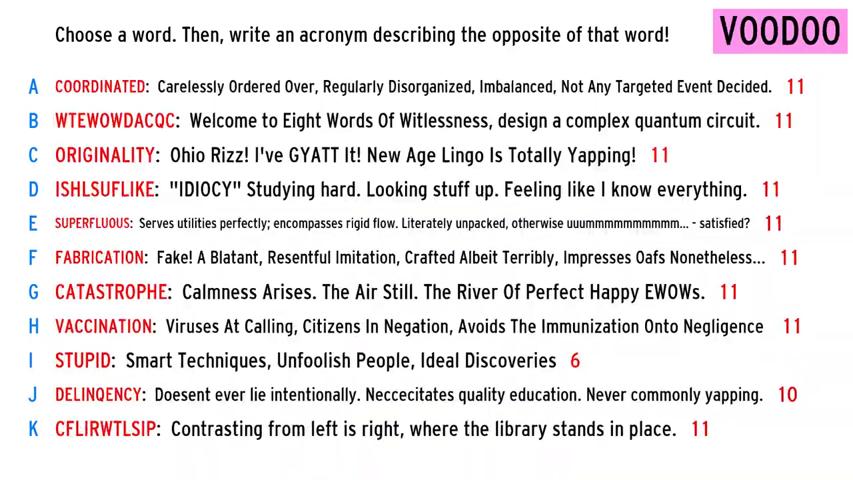 Choose a word. Then, write an acronym describing the opposite of that word!
VOODOO
A COORDINATED: Carelessly Ordered Over, Regularly Disorganized, Imbalanced, Not Any Targeted Event Decided. 11
B WTEWOWDACQC: Welcome to Eight Words Of Witlessness, design a complex quantum circuit. 11
C ORIGINALITY: Ohio Rizz! I've GYATT It! New Age Lingo Is Totally Yapping! 11
D ISHLSUFLIKE: "IDIOCY" Studying hard. Looking stuff up. Feeling like I know everything. 11
E SUPERFLUOUS: Serves utilities perfectly; encompasses rigid flow. Literately unpacked, otherwise uuummmmmmmmmm... - satisfied? 11
F FABRICATION: Fake! A Blatant, Resentful Imitation, Crafted Albeit Terribly, Impresses Oafs Nonetheless... 11
G CATASTROPHE: Calmness Arises. The Air Still. The River Of Perfect Happy EWOWs. 11
H VACCINATION: Viruses At Calling, Citizens In Negation, Avoids The Immunization Onto Negligence 11
I STUPID: Smart Techniques, Unfoolish People, Ideal Discoveries 6
J DELINQENCY: Doesent ever lie intentionally. Neccecitates quality education. Never commonly yapping. 10
K CFLIRWTLSIP: Contrasting from left is right, where the library stands in place. 11